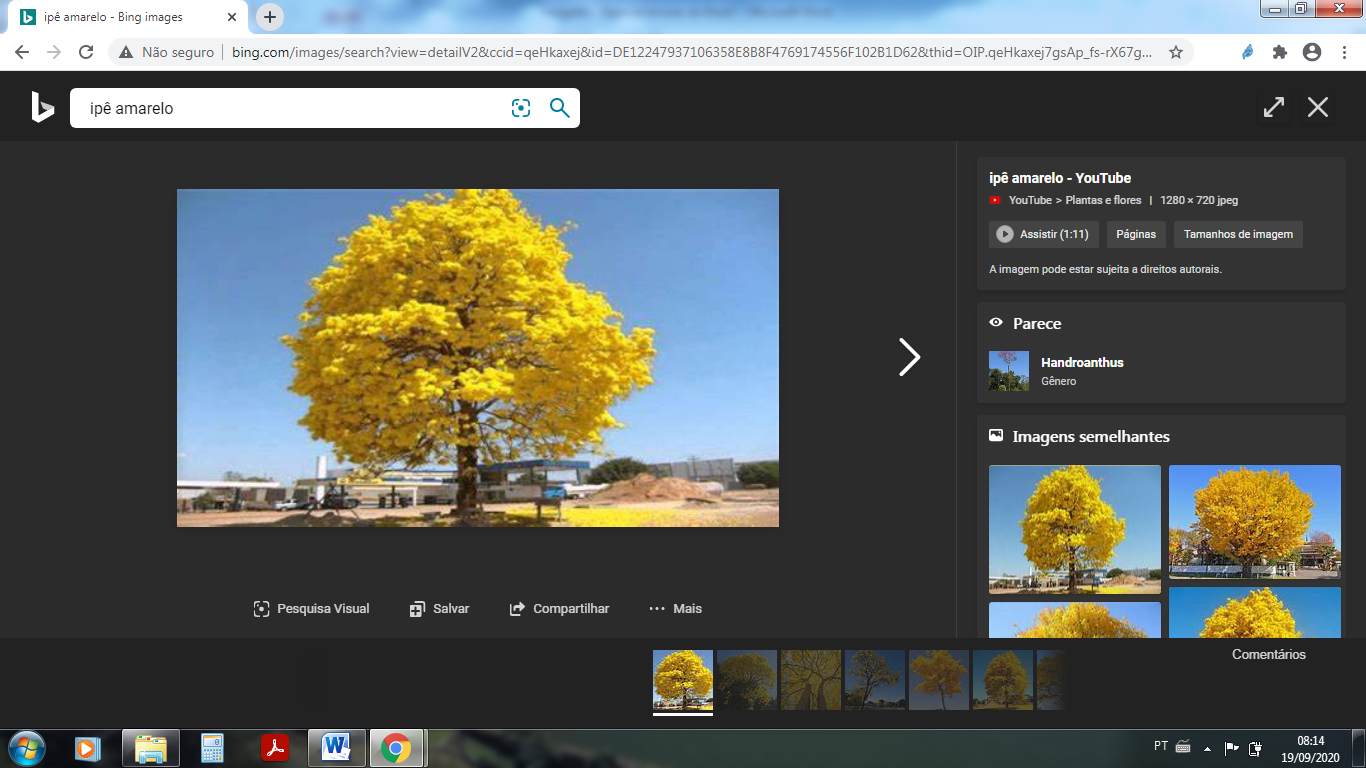 ipê amarelo - Bing images
Não seguro
bing.com/images/search?view=detailV2&ccid=qeHkaxej&id=DE12247937106358E8B8F4769174556F102B1D62&thid=OIP.qeHkaxej7gsAp_fs-rX67g...
ipê amarelo
ipê amarelo - YouTube
YouTube > Plantas e flores | 1280 × 720 jpeg
Assistir (1:11)
Páginas
Tamanhos de imagem
A imagem pode estar sujeita a direitos autorais.
Parece
Handroanthus
Gênero
Imagens semelhantes
Pesquisa Visual
Salvar
Compartilhar
Mais
Comentários
PT
08:14
19/09/2020